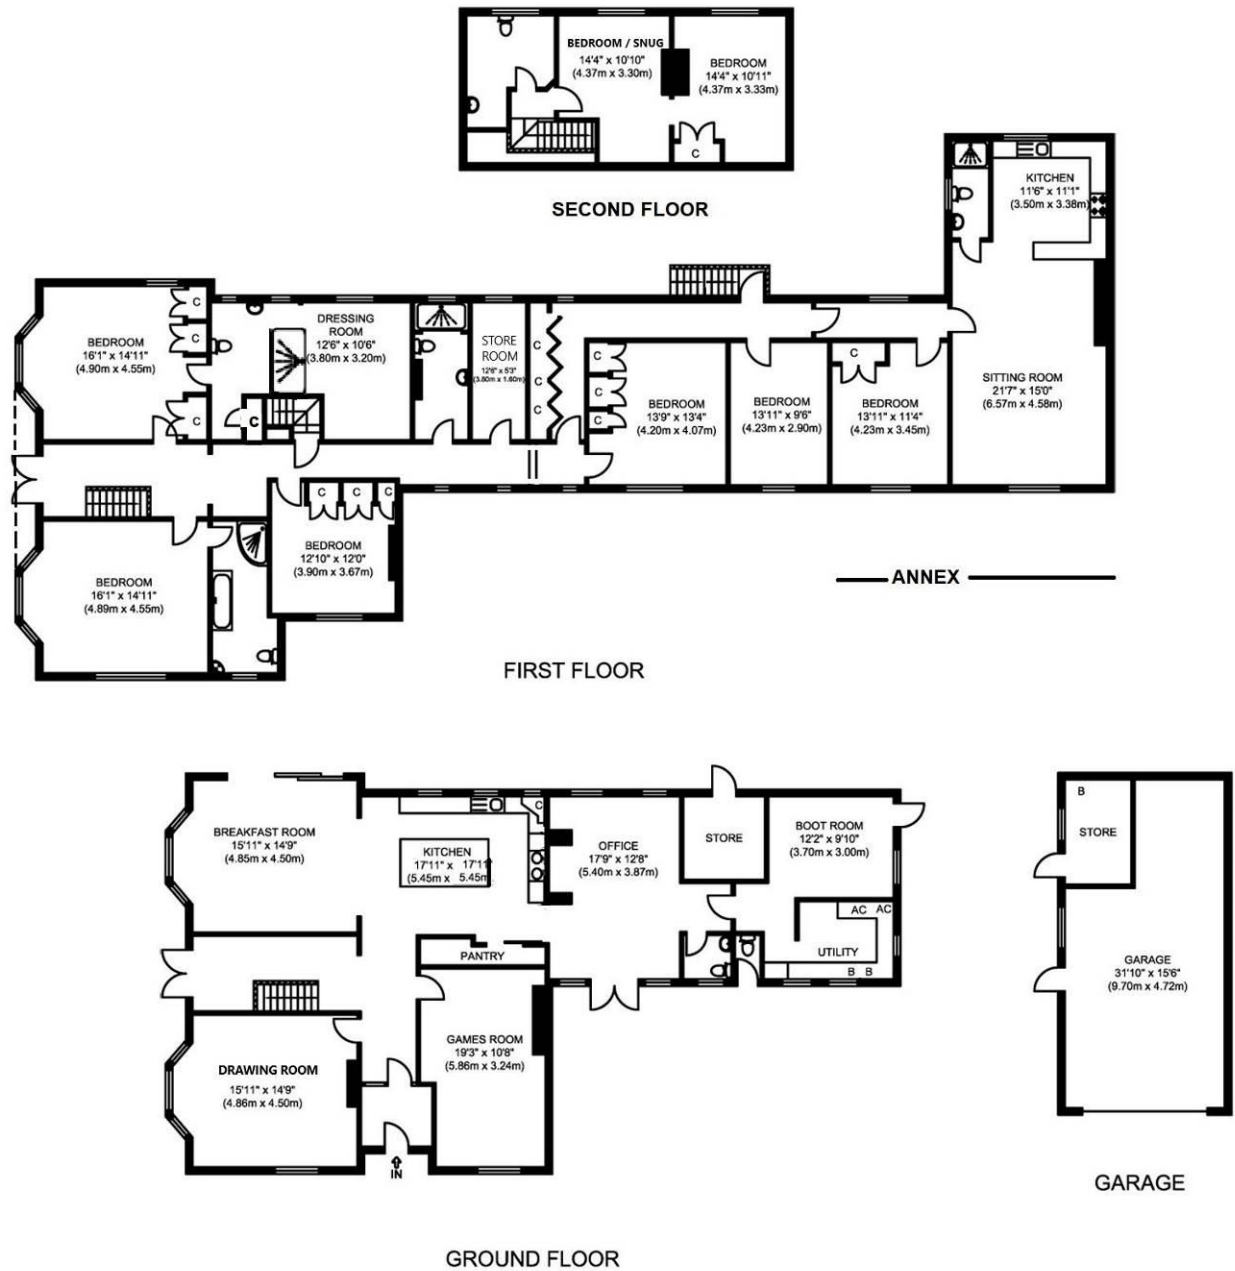 BEDROOM / SNUG
14'4" x 10'10"
(4.37m x 3.30m)
BEDROOM
14'4" x 10'11"
(4.37m x 3.33m)
C
SECOND FLOOR
KITCHEN
11'6" x 11'1"
(3.50m x 3.38m)
BEDROOM
16'1" x 14'11"
(4.90m x 4.55m)
C
C
C
DRESSING
ROOM
12'6" x 10'6"
(3.80m x 3.20m)
C
STORE
ROOM
12'6" x 5'3"
(3.80m x 1.60m)
C
C
C
C
C
C
BEDROOM
13'9" x 13'4"
(4.20m x 4.07m)
BEDROOM
13'11" x 9'6"
(4.23m x 2.90m)
C
BEDROOM
13'11" x 11'4"
(4.23m x 3.45m)
SITTING ROOM
21'7" x 15'0"
(6.57m x 4.58m)
C
C
C
BEDROOM
12'10" x 12'0"
(3.90m x 3.67m)
BEDROOM
16'1" x 14'11"
(4.89m x 4.55m)
ANNEX
FIRST FLOOR
BREAKFAST ROOM
15'11" x 14'9"
(4.85m x 4.50m)
KITCHEN
17'11" x 17'11
(5.45m x 5.45m
C
OFFICE
17'9" x 12'8"
(5.40m x 3.87m)
STORE
BOOT ROOM
12'2" x 9'10"
(3.70m x 3.00m)
AC AC
UTILITY
B B
PANTRY
GAMES ROOM
19'3" x 10'8"
(5.86m x 3.24m)
DRAWING ROOM
15'11" x 14'9"
(4.86m x 4.50m)
IN
B
STORE
GARAGE
31'10" x 15'6"
(9.70m x 4.72m)
GARAGE
GROUND FLOOR